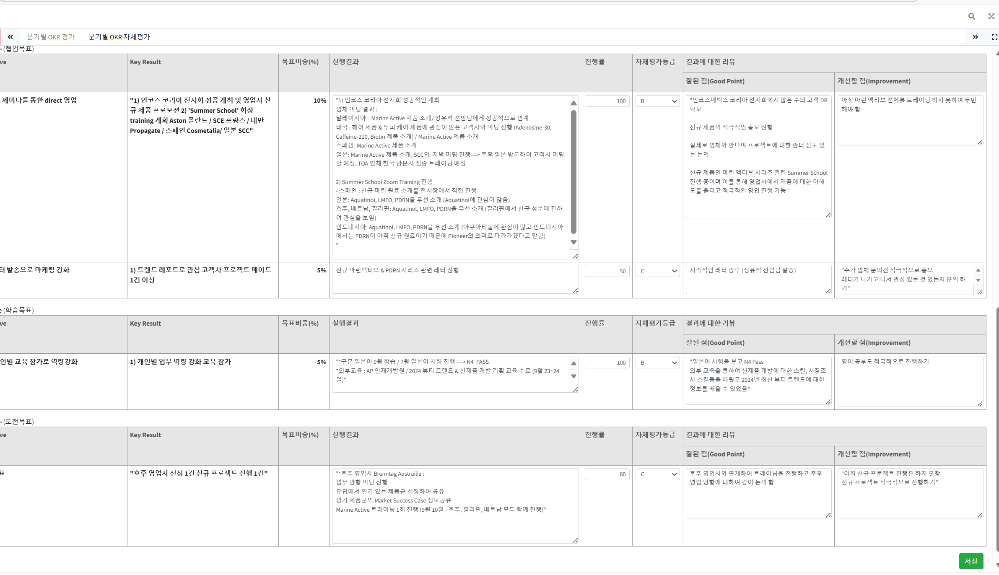 분기별 OKR 평가
분기별 OKR 자체평가
e (협업목표)
ve
Key Result
목표비중(%)
실행결과
진행률
자체평가등급
결과에 대한 리뷰
잘된 점(Good Point)
개선할 점(Improvement)
, 세미나를 통한 direct 영업
"1) 인코스 코리아 전시회 성공 개최 및 영업사 신
규 제품 프로모션 2) 'Summer School' 화상
training 계획 Aston 폴란드 / SCE 프랑스 / 대만
Propagate / 스페인 Cosmetalia/ 일본 SCC"
10%
"1) 인코스 코리아 전시회 성공적인 개최
업체 미팅 결과 :
말레이시아 : Marine Active 제품 소개/ 정유석 선임님에게 성공적으로 인계
태국 : 헤어 제품 & 두피 케어 제품에 관심이 많은 고객사와 미팅 진행 (Adenosine-30,
Caffeine-210, Biotin 제품 소개) / Marine Active 제품 소개
스페인: Marine Active 제품 소개
일본: Marine Active 제품 소개, SCC와 저녁 미팅 진행==> 추후 일본 방문하여 고객사 미팅
할 예정, TOA 업체 한국 방문시 집중 트레이닝 예정
2) Summer School Zoom Training 진행
- 스페인 : 신규 마린 원료 소개를 전시장에서 직접 진행
일본: Aquatinol, LMFO, PDRN을 우선 소개 (Aquatinol에 관심이 많음)
호주, 베트남, 필리핀: Aquatinol, LMFO, PDRN을 우선 소개 (필리핀에서 신규 성분에 관하
여 관심을 보임)
인도네시아: Aquatinol, LMFO, PDRN을 우선 소개 (아쿠아티놀에 관심이 많고 인도네시아
에서는 PDRN이 아직 신규 원료이기 때문에 Pioneer의 의미로 다가가겠다고 말함)
"
100
B
"인코스메틱스 코리아 전시회에서 많은 수의 고객 DB
확보
신규 제품의 적극적인 홍보 진행
실제로 업체와 만나며 프로젝트에 대한 좀더 심도 있
는 논의
신규 제품인 마린 액티브 시리즈 관련 Summer School
진행 중이며 이를 통해 영업사에서 제품에 대한 이해
도를 올리고 적극적인 영업 진행 가능"
아직 마린 액티브 전체를 트레이닝 하지 못하여 두번
해야 함
터 발송으로 마케팅 강화
1) 트렌드 레포트로 관심 고객사 프로젝트 메이드
1건 이상
5%
신규 마린액티브 & PDRN 시리즈 관련 레터 진행
50
C
지속적인 레터 송부 (정유석 선임님 발송)
"추가 업체 문의건 적극적으로 홍보
레터가 나가고 나서 관심 있는 것 있는지 문의 하
기"
e (학습목표)
ve
Key Result
목표비중(%)
실행결과
진행률
자체평가등급
결과에 대한 리뷰
잘된 점(Good Point)
개선할 점(Improvement)
인별 교육 참가로 역량강화
1) 개인별 업무 역량 강화 교육 참가
5%
"*구몬 일본어 9월 학습 / 7월 일본어 시험 진행 ==> N4 PASS
*외부교육 : AP 인재개발원 / 2024 뷰티 트렌드 & 신제품 개발 기획 교육 수료 (9월 23~24
일)"
100
B
"일본어 시험을 보고 N4 Pass
외부 교육을 통하여 신제품 개발에 대한 스킬, 시장조
사 스킬등을 배웠고 2024년 최신 뷰티 트렌드에 대한
정보를 배울 수 있었음"
영어 공부도 적극적으로 진행하기
e (도전목표)
ve
Key Result
목표비중(%)
실행결과
진행률
자체평가등급
결과에 대한 리뷰
잘된 점(Good Point)
개선할 점(Improvement)
표
"호주 영업사 선정 1건 신규 프로젝트 진행 1건"
"*호주 영업사 Brenntag Austrailia :
업무 방향 미팅 진행
유럽에서 인기 있는 제품군 선정하여 공유
인기 제품군의 Market Success Case 정보공유
Marine Active 트레이닝 1회 진행 (9월 10일 - 호주, 필리핀, 베트남 모두 함께 진행)"
80
C
호주 영업사와 연계하여 트레이닝을 진행하고 추후
영업 방향에 대하여 같이 논의 함
"아직 신규 프로젝트 진행은 하지 못함
신규 프로젝트 적극적으로 진행하기"
저장